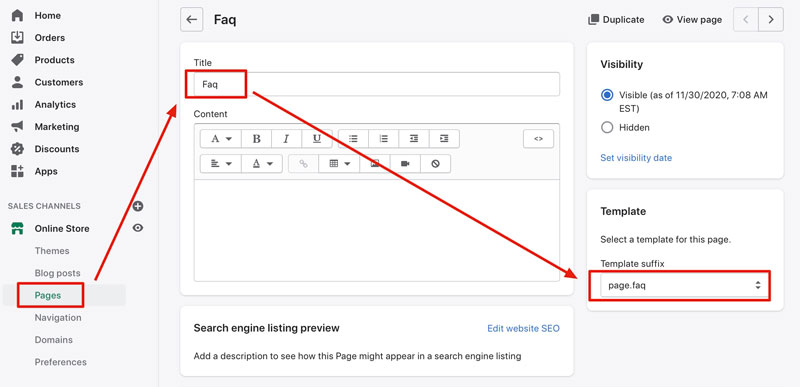 Home
Orders
Products
Customers
Analytics
Marketing
Discounts
Apps
SALES CHANNELS
Online Store
Themes
Blog posts
Pages
Navigation
Domains
Preferences
Faq
Duplicate
View page
Title
Faq
Content
A
B
I
U
A
<>
Search engine listing preview
Edit website SEO
Add a description to see how this Page might appear in a search engine listing
Visibility
Visible (as of 11/30/2020, 7:08 AM
EST)
Hidden
Set visibility date
Template
Select a template for this page.
Template suffix
page.faq